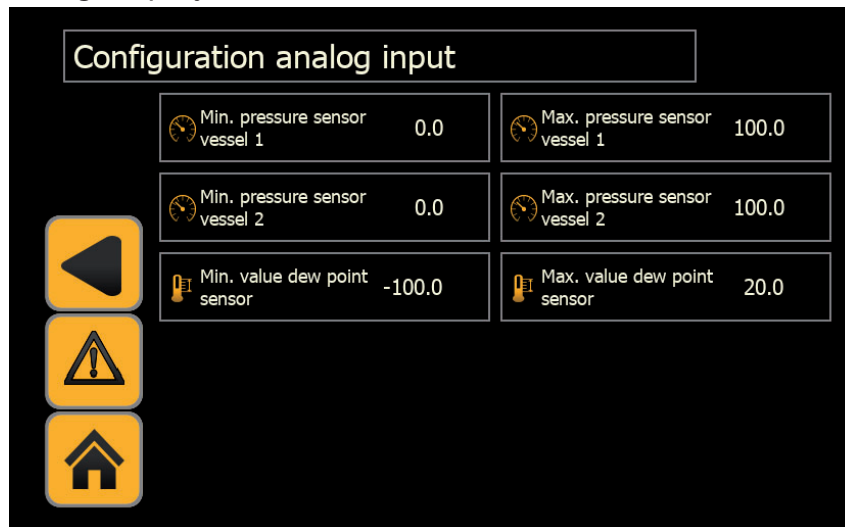 Configuration analog input
Min. pressure sensor
vessel 1
0.0
Max. pressure sensor
vessel 1
100.0
Min. pressure sensor
vessel 2
0.0
Max. pressure sensor
vessel 2
100.0
Min. value dew point
sensor
-100.0
Max. value dew point
sensor
20.0